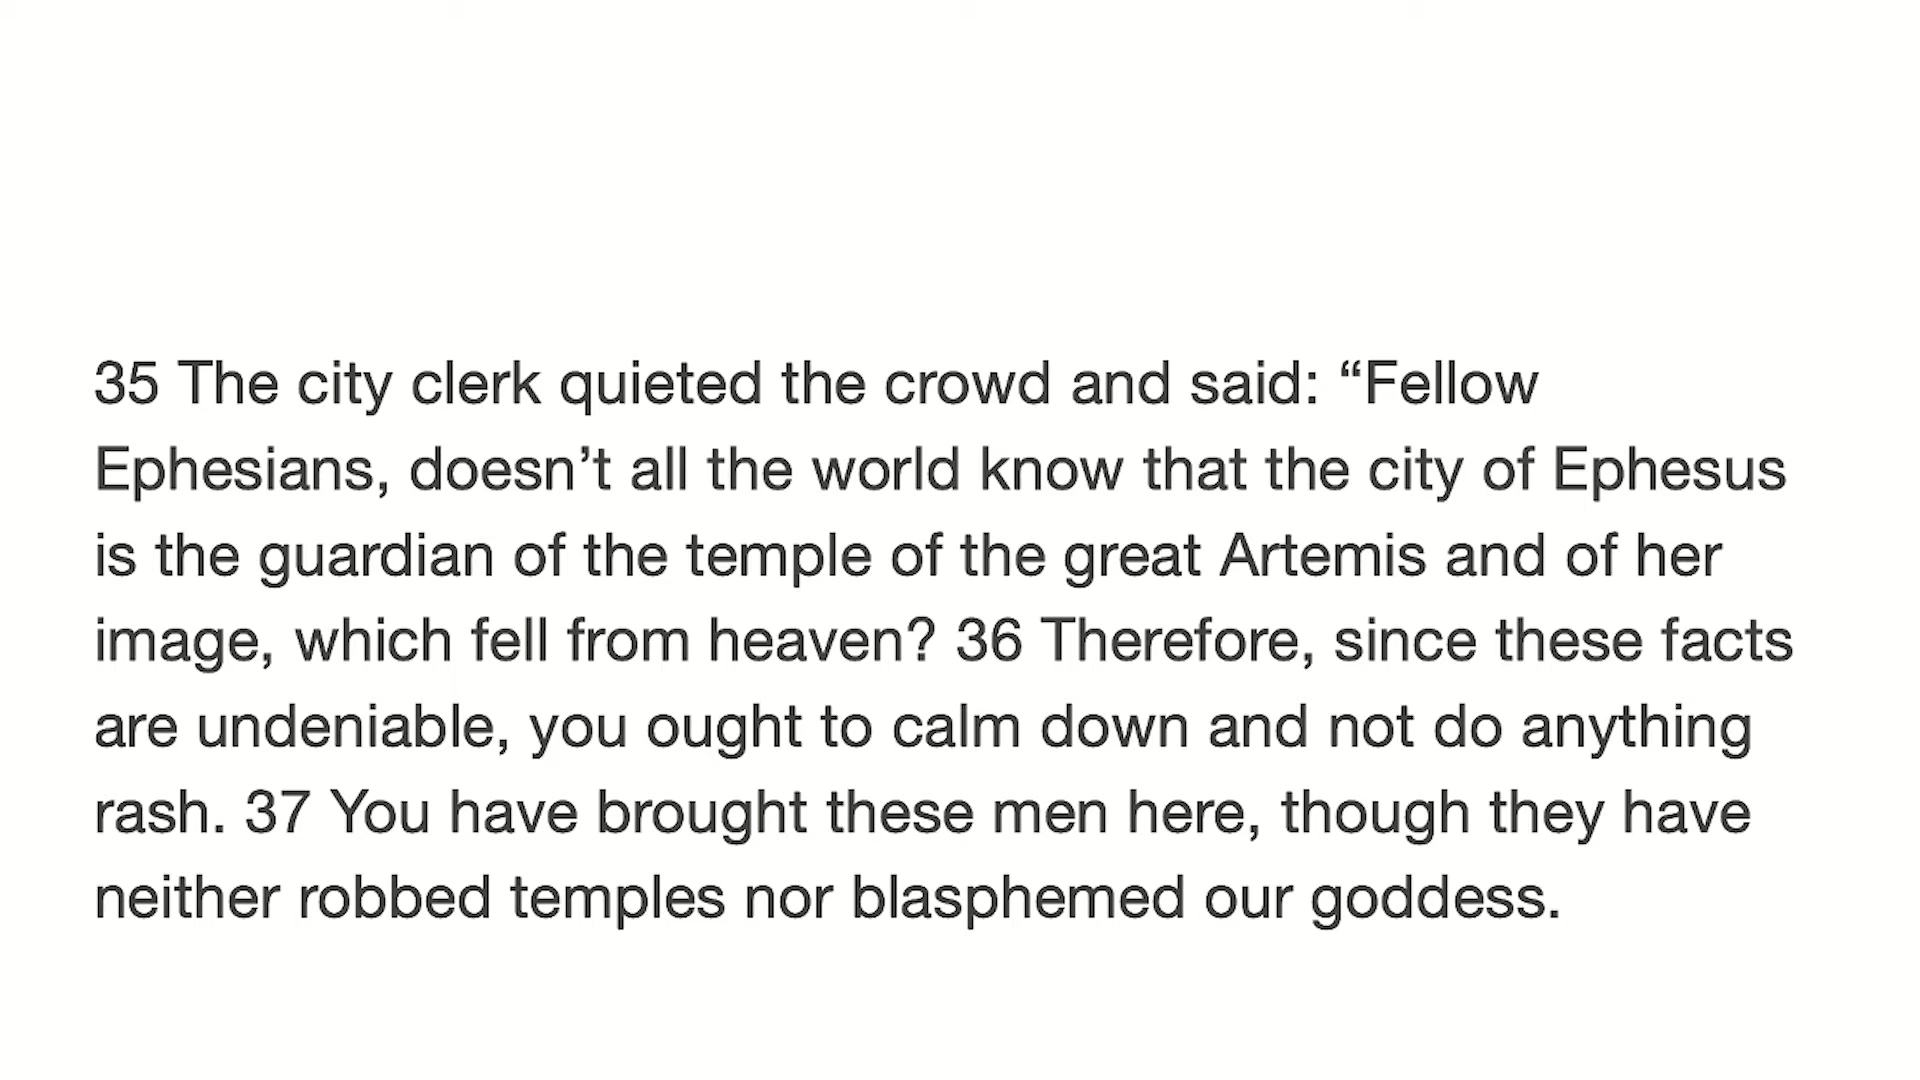 35 The city clerk quieted the crowd and said: “Fellow
Ephesians, doesn’t all the world know that the city of Ephesus
is the guardian of the temple of the great Artemis and of her
image, which fell from heaven? 36 Therefore, since these facts
are undeniable, you ought to calm down and not do anything
rash. 37 You have brought these men here, though they have
neither robbed temples nor blasphemed our goddess.